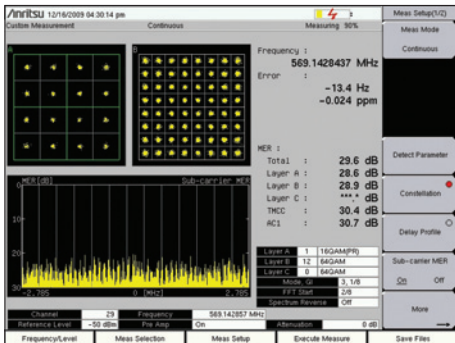 Anritsu 12/16/2009 04:30:14 pm
Custom Measurement Continuous Measuring 90%
Meas Setup(1/2)
Meas Mode
Continuous
A
B
Frequency :
569.1428437 MHz
Error :
-13.4 Hz
-0.024 ppm
MER :
Total : 29.6 dB
Layer A : 28.6 dB
Layer B : 28.9 dB
Layer C : ***.* dB
TMCC : 30.4 dB
AC1 : 30.7 dB
Detect Parameter
Constellation
Delay Profile
Sub-carrier MER
On Off
More
MER[dB] Sub-carrier MER
0
10
20
30
-2.785 0 [MHz] 2.785
Layer A 1 16QAM(PR)
Layer B 12 64QAM
Layer C 0 64QAM
Mode, GI 3, 1/8
FFT Start 2/8
Spectrum Reverse Off
Channel 29 Frequency 569.142857 MHz
Reference Level -50 dBm Pre Amp On Attenuation 0 dB
Frequency/Level Meas Selection Meas Setup Execute Measure Save Files